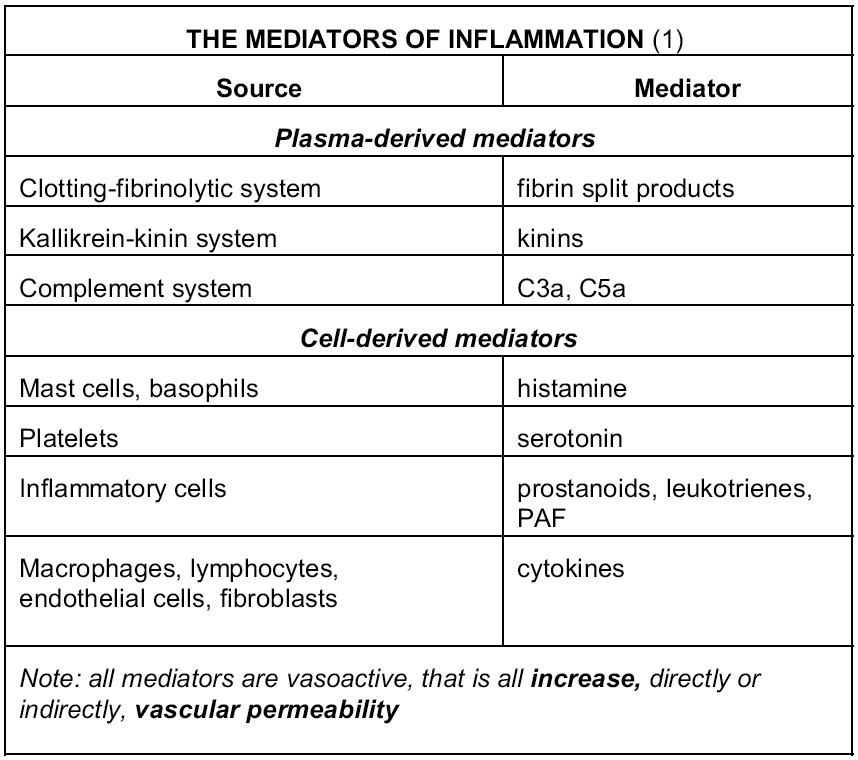 THE MEDIATORS OF INFLAMMATION (1)
Source Mediator
Plasma-derived mediators
Clotting-fibrinolytic system fibrin split products
Kallikrein-kinin system kinins
Complement system C3a, C5a
Cell-derived mediators
Mast cells, basophils histamine
Platelets serotonin
Inflammatory cells prostanoids, leukotrienes,
PAF
Macrophages, lymphocytes, cytokines
endothelial cells, fibroblasts
Note: all mediators are vasoactive, that is all increase, directly or
indirectly, vascular permeability